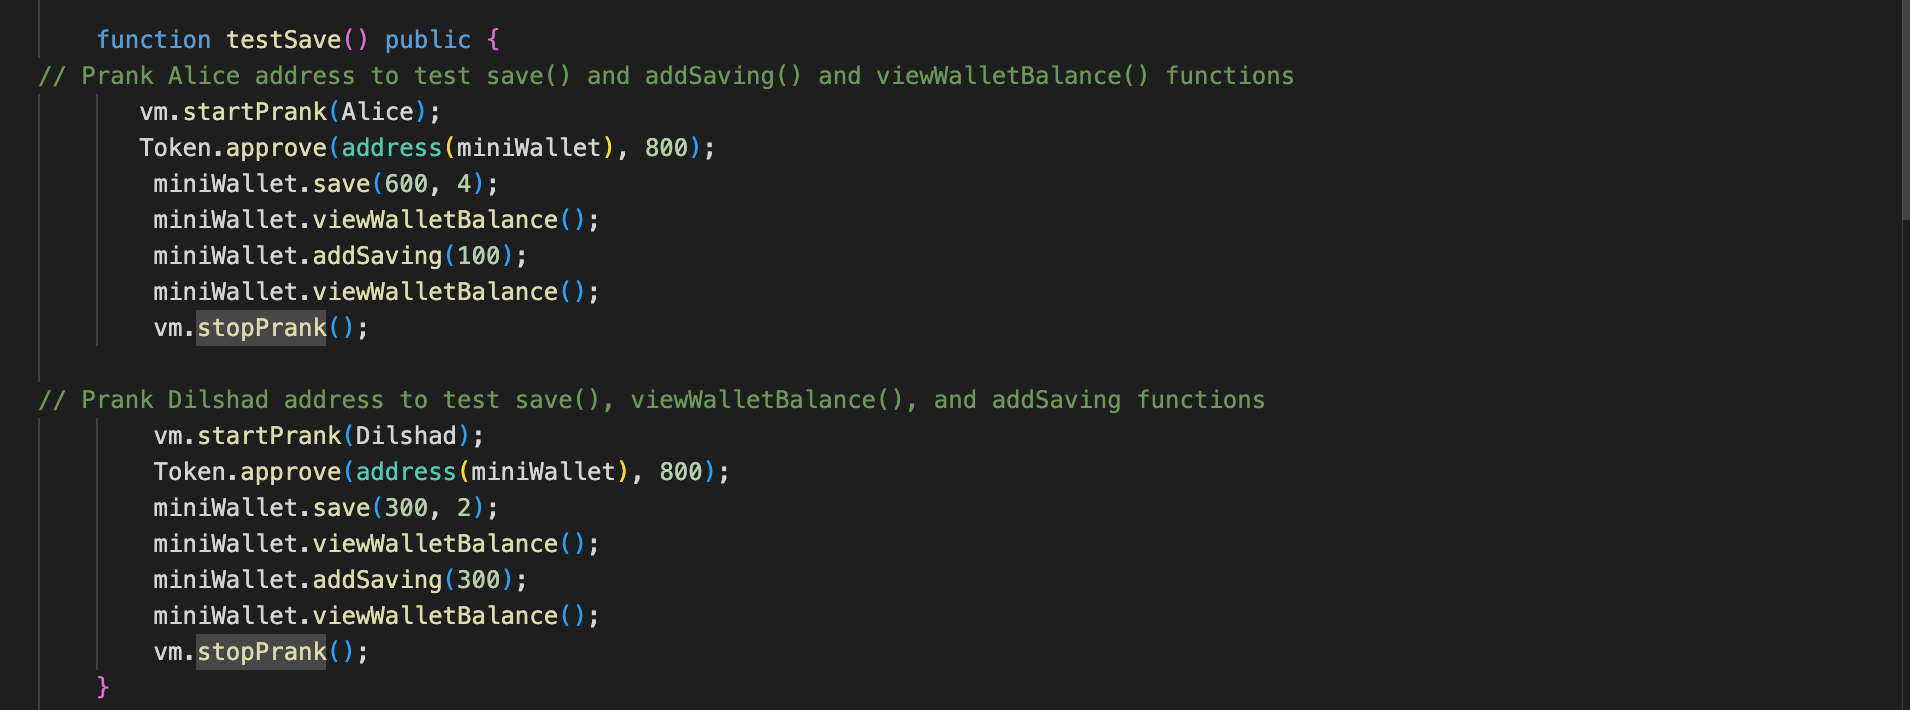 function testSave() public {
// Prank Alice address to test save() and addSaving() and viewWalletBalance() functions
vm.startPrank(Alice);
Token.approve(address(miniWallet), 800);
miniWallet.save(600, 4);
miniWallet.viewWalletBalance();
miniWallet.addSaving(100);
miniWallet.viewWalletBalance();
vm.stopPrank();
// Prank Dilshad address to test save(), viewWalletBalance(), and addSaving functions
vm.startPrank(Dilshad);
Token.approve(address(miniWallet), 800);
miniWallet.save(300, 2);
miniWallet.viewWalletBalance();
miniWallet.addSaving(300);
miniWallet.viewWalletBalance();
vm.stopPrank();
}